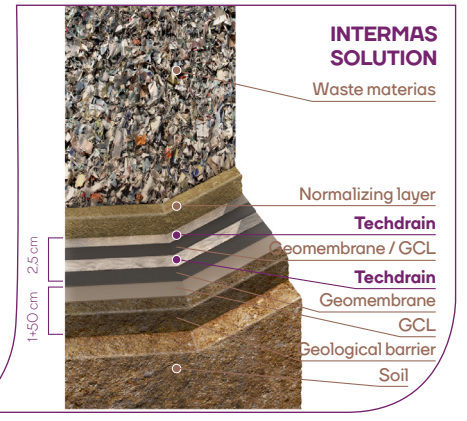 INTERMAS
SOLUTION
Waste materias
Normalizing layer
Techdrain
Geomembrane / GCL
Techdrain
Geomembrane
GCL
Geological barrier
Soil
2,5 cm
1+50 cm